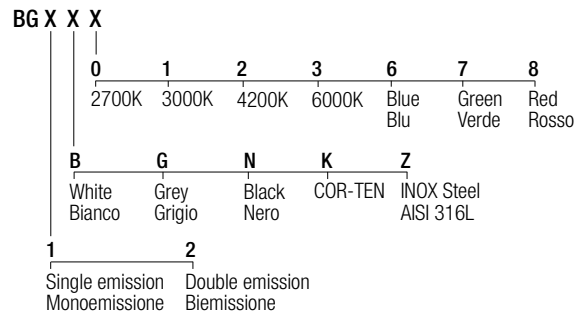 BG X X X
0 1 2 3 6 7 8
2700K 3000K 4200K 6000K Blue Green Red
Blu Verde Rosso
B G N K Z
White Grey Black COR-TEN INOX Steel
Bianco Grigio Nero AISI 316L
1 2
Single emission Double emission
Monoemissione Biemissione